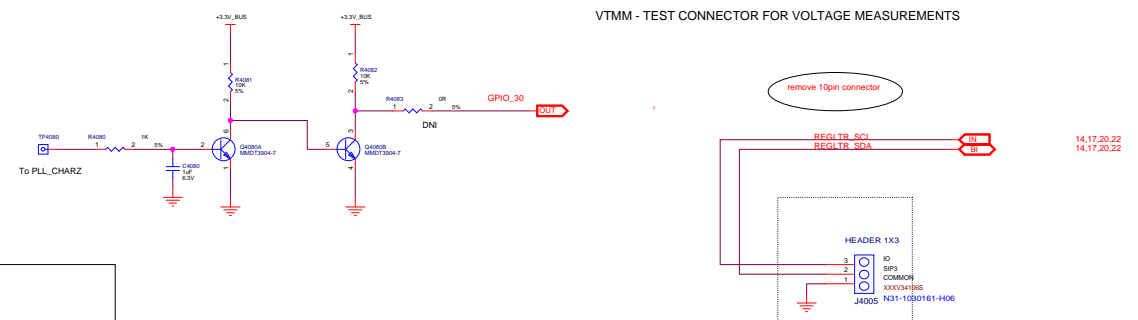 VTMM - TEST CONNECTOR FOR VOLTAGE MEASUREMENTS
+3.3V_BUS
+3.3V_BUS
1
R4081
10K
5%
2
1
R4082
10K
5%
2
R4083
1
2
0R
5%
DNI
GPIO_30
OUT
TP4080
To PLL_CHARZ
R4080
1
2
1K
5%
C4080
1uF
6.3V
2
6
1
Q4080A
MMDT3904-7
5
3
4
Q4080B
MMDT3904-7
remove 10pin connector
REGLTR_SCL
IN
14,17,20,22
REGLTR_SDA
BI
14,17,20,22
HEADER 1X3
3
2
1
IO
SIP3
COMMON
XXXV34106S
J4005
N31-1030161-H06